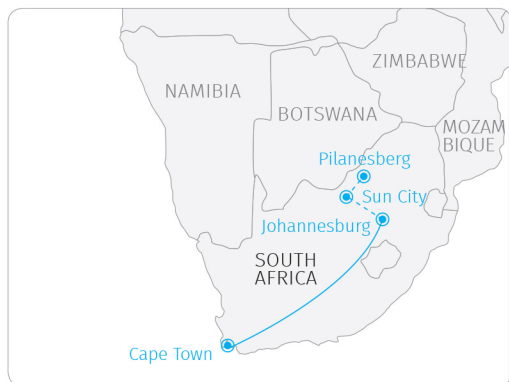 ZIMBABWE
NAMIBIA
BOTSWANA
MOZAM
BIQUE
Pilanesberg
Sun City
Johannesburg
SOUTH
AFRICA
Cape Town